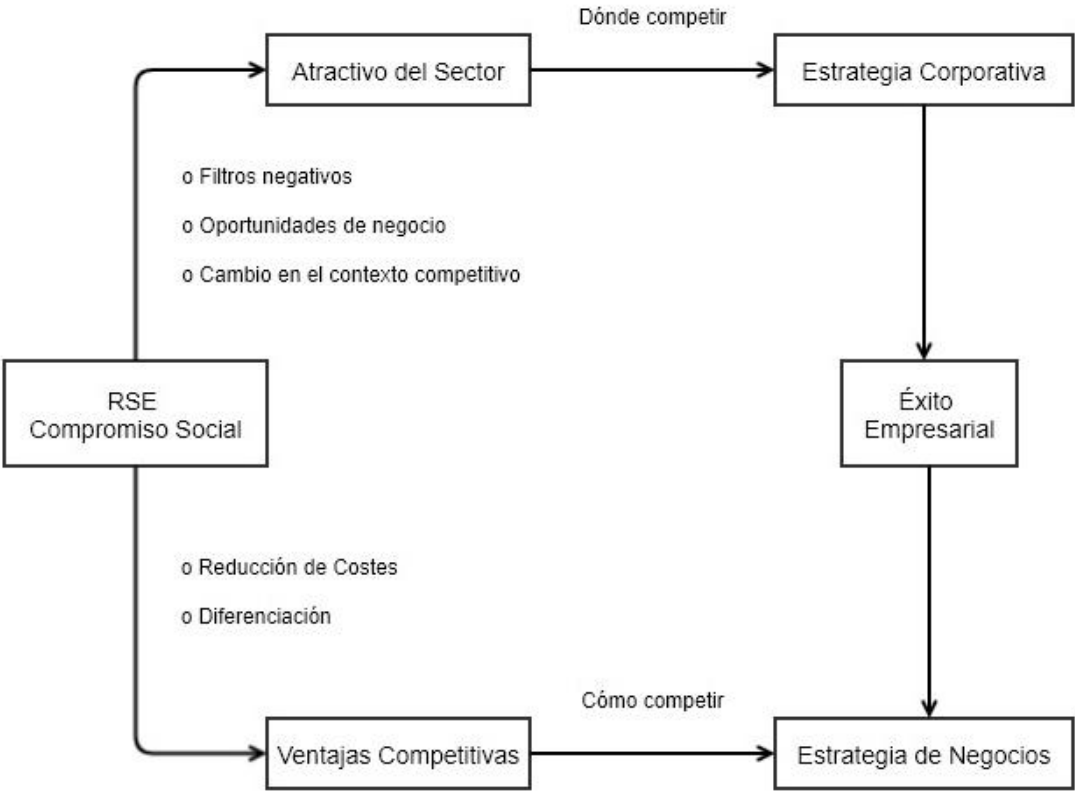 Dónde competir
Atractivo del Sector
Estrategia Corporativa
o Filtros negativos
o Oportunidades de negocio
o Cambio en el contexto competitivo
RSE
Compromiso Social
Éxito
Empresarial
o Reducción de Costes
o Diferenciación
Cómo competir
Ventajas Competitivas
Estrategia de Negocios